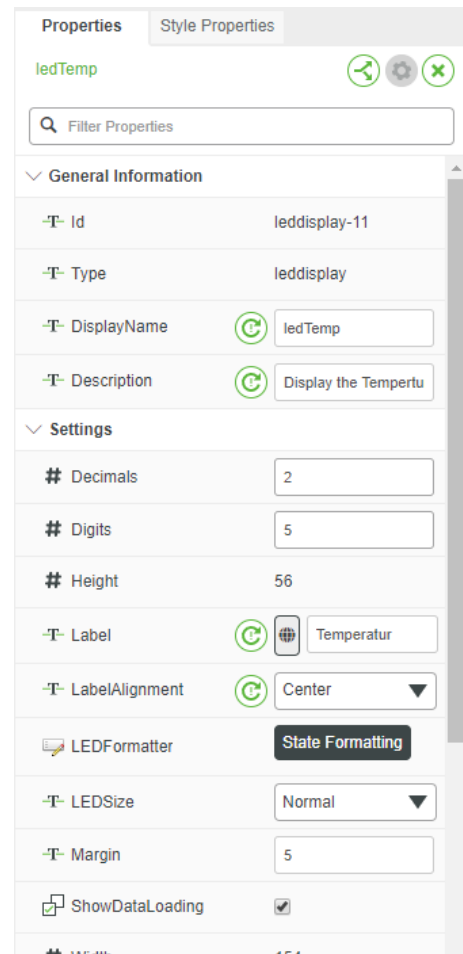 Properties Style Properties
ledTemp
Filter Properties
General Information
-T- Id leddisplay-11
-T- Type leddisplay
-T- DisplayName ledTemp
-T- Description Display the Tempertu
Settings
# Decimals 2
# Digits 5
# Height 56
-T- Label Temperatur
-T- LabelAlignment Center
LEDFormatter State Formatting
-T- LEDSize Normal
-T- Margin 5
ShowDataLoading
# Width 154